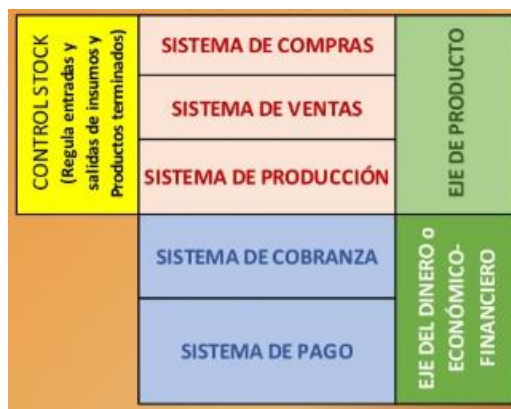 CONTROL STOCK
(Regula entradas y
salidas de insumos y
Productos terminados)
SISTEMA DE COMPRAS
SISTEMA DE VENTAS
SISTEMA DE PRODUCCIÓN
EJE DE PRODUCTO
SISTEMA DE COBRANZA
SISTEMA DE PAGO
EJE DEL DINERO o
ECONÓMICO-
FINANCIERO